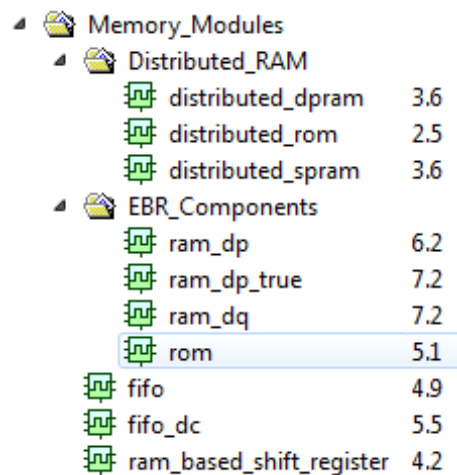 Memory_Modules
Distributed_RAM
distributed_dpram 3.6
distributed_rom 2.5
distributed_spram 3.6
EBR_Components
ram_dp 6.2
ram_dp_true 7.2
ram_dq 7.2
rom 5.1
fifo 4.9
fifo_dc 5.5
ram_based_shift_register 4.2